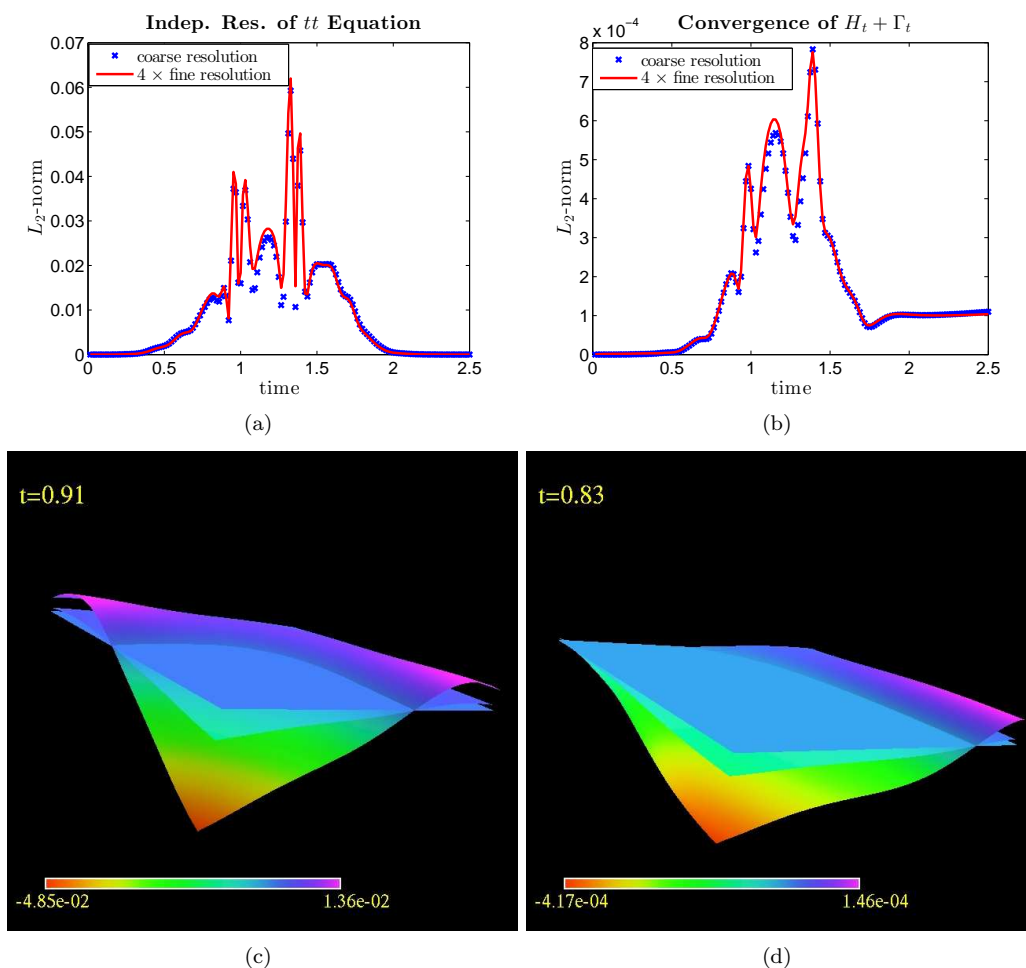 Indep. Res. of tt Equation
0.07
0.06
0.05
0.04
0.03
0.02
0.01
0
L₂-norm
× coarse resolution
4 × fine resolution
0 0.5 1 1.5 2 2.5
time
(a)
Convergence of Hₜ + Γₜ
x 10⁻⁴
8
7
6
5
4
3
2
1
0
L₂-norm
× coarse resolution
4 × fine resolution
0 0.5 1 1.5 2 2.5
time
(b)
t=0.91
-4.85e-02 1.36e-02
(c)
t=0.83
-4.17e-04 1.46e-04
(d)